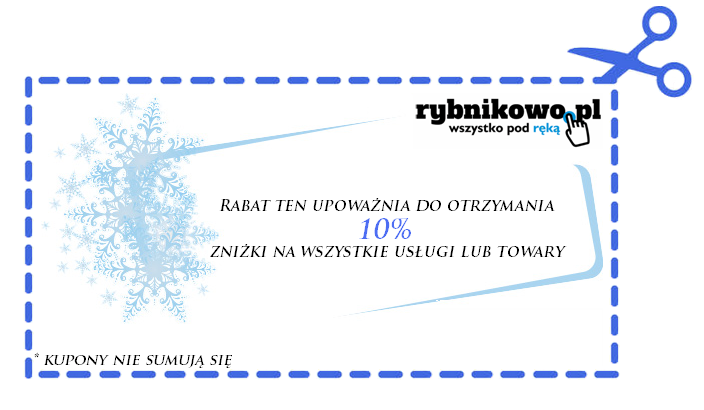 rybnikowo.pl
wszystko pod ręką
Rabat ten upoważnia do otrzymania
10%
zniżki na wszystkie usługi lub towary
* kupony nie sumują się